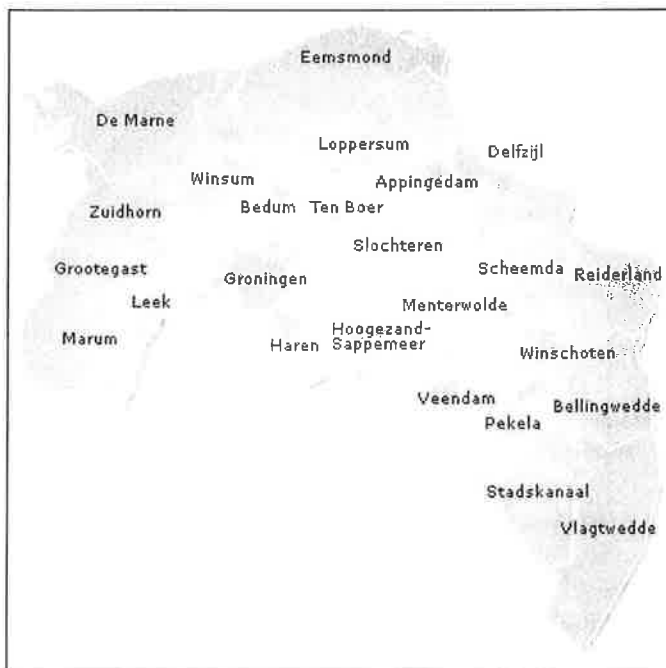 Eemsmond
De Marne
Loppersum
Delfzijl
Winsum
Appingedam
Zuidhorn
Bedum
Ten Boer
Slochteren
Grootegast
Groningen
Scheemda
Reiderland
Leek
Menterwolde
Marum
Haren
Hoogezand-
Sappemeer
Winschoten
Veendam
Bellingwedde
Pekela
Stadskanaal
Vlagtwedde